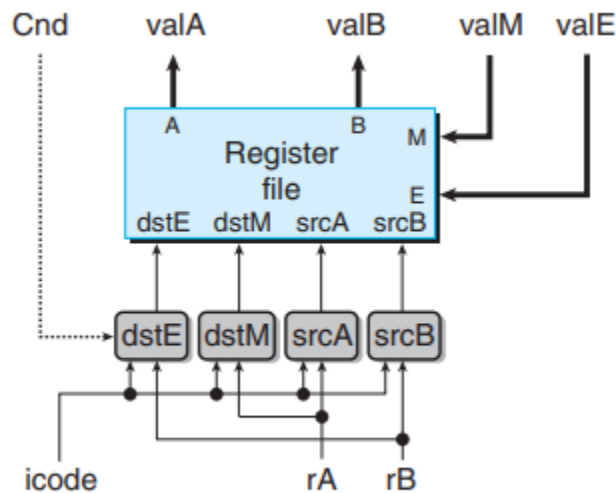 Cnd valA valB valM valE
A B
M
Register
file
E
dstE dstM srcA srcB
dstE dstM srcA srcB
icode rA rB